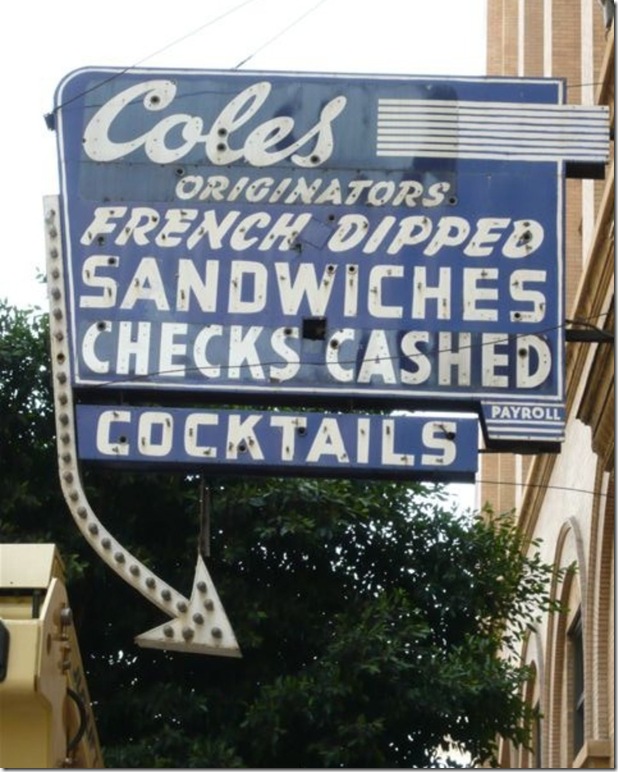 Coles
ORIGINATORS
FRENCH DIPPED
SANDWICHES
CHECKS CASHED
PAYROLL
COCKTAILS